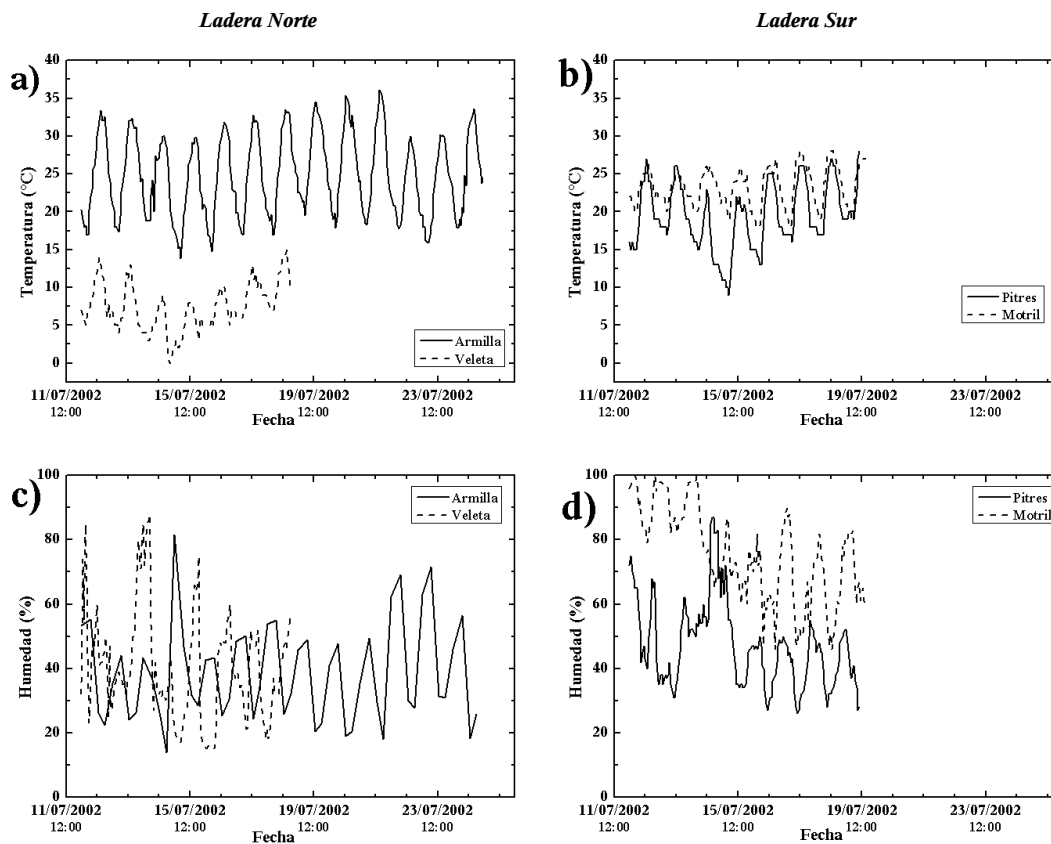 Ladera Norte
Ladera Sur
a)
40
35
30
25
20
15
10
5
0
Temperatura (°C)
Armilla
Veleta
11/07/2002 15/07/2002 19/07/2002 23/07/2002
12:00 12:00 12:00 12:00
Fecha
b)
40
35
30
25
20
15
10
5
0
Temperatura (°C)
Pitres
Motril
11/07/2002 15/07/2002 19/07/2002 23/07/2002
12:00 12:00 12:00 12:00
Fecha
c)
100
80
60
40
20
0
Humedad (%)
Armilla
Veleta
11/07/2002 15/07/2002 19/07/2002 23/07/2002
12:00 12:00 12:00 12:00
Fecha
d)
100
80
60
40
20
0
Humedad (%)
Pitres
Motril
11/07/2002 15/07/2002 19/07/2002 23/07/2002
12:00 12:00 12:00 12:00
Fecha